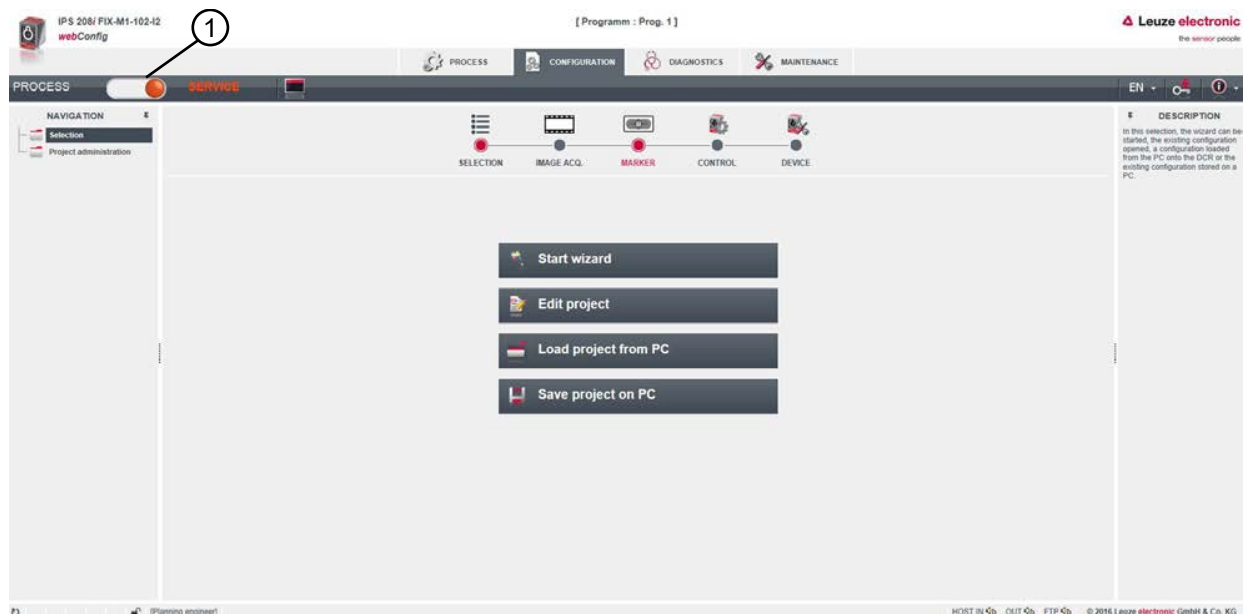 IPS 208i FIX-M1-102-I2
webConfig
1
[ Programm : Prog. 1 ]
Leuze electronic
the sensor people
PROCESS
CONFIGURATION
DIAGNOSTICS
MAINTENANCE
PROCESS
SERVICE
EN
NAVIGATION
Selection
Project administration
SELECTION
IMAGE ACQ.
MARKER
CONTROL
DEVICE
DESCRIPTION
In this selection, the wizard can be
started, the existing configuration
opened, a configuration loaded
from the PC onto the DCR or the
existing configuration stored on a
PC.
Start wizard
Edit project
Load project from PC
Save project on PC
[Planning engineer]
HOST IN OUT FTP © 2016 Leuze electronic GmbH & Co. KG